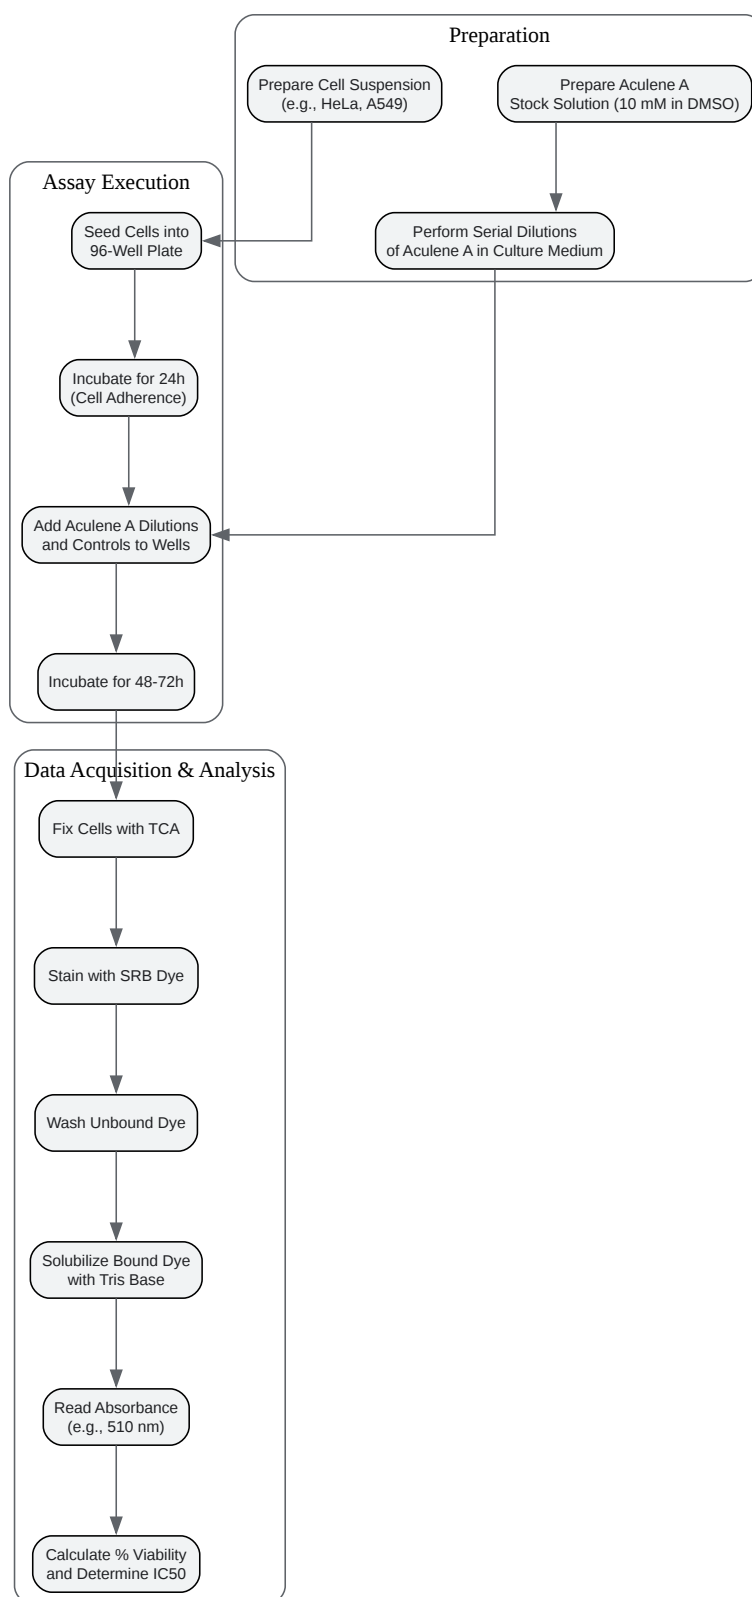 Preparation
Prepare Cell Suspension
(e.g., HeLa, A549)
Prepare Aculene A
Stock Solution (10 mM in DMSO)
Perform Serial Dilutions
of Aculene A in Culture Medium
Assay Execution
Seed Cells into
96-Well Plate
Incubate for 24h
(Cell Adherence)
Add Aculene A Dilutions
and Controls to Wells
Incubate for 48-72h
Data Acquisition & Analysis
Fix Cells with TCA
Stain with SRB Dye
Wash Unbound Dye
Solubilize Bound Dye
with Tris Base
Read Absorbance
(e.g., 510 nm)
Calculate % Viability
and Determine IC50